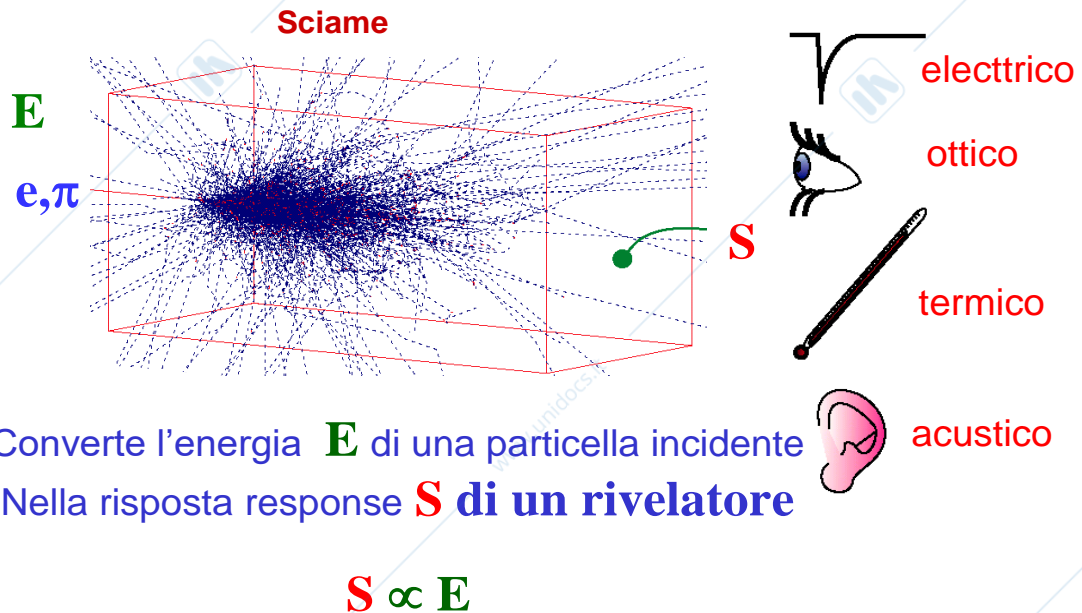 Sciame
E
e,π
S
electtrico
ottico
termico
acustico
Converte l'energia E di una particella incidente
Nella risposta response S di un rivelatore
S ∝ E